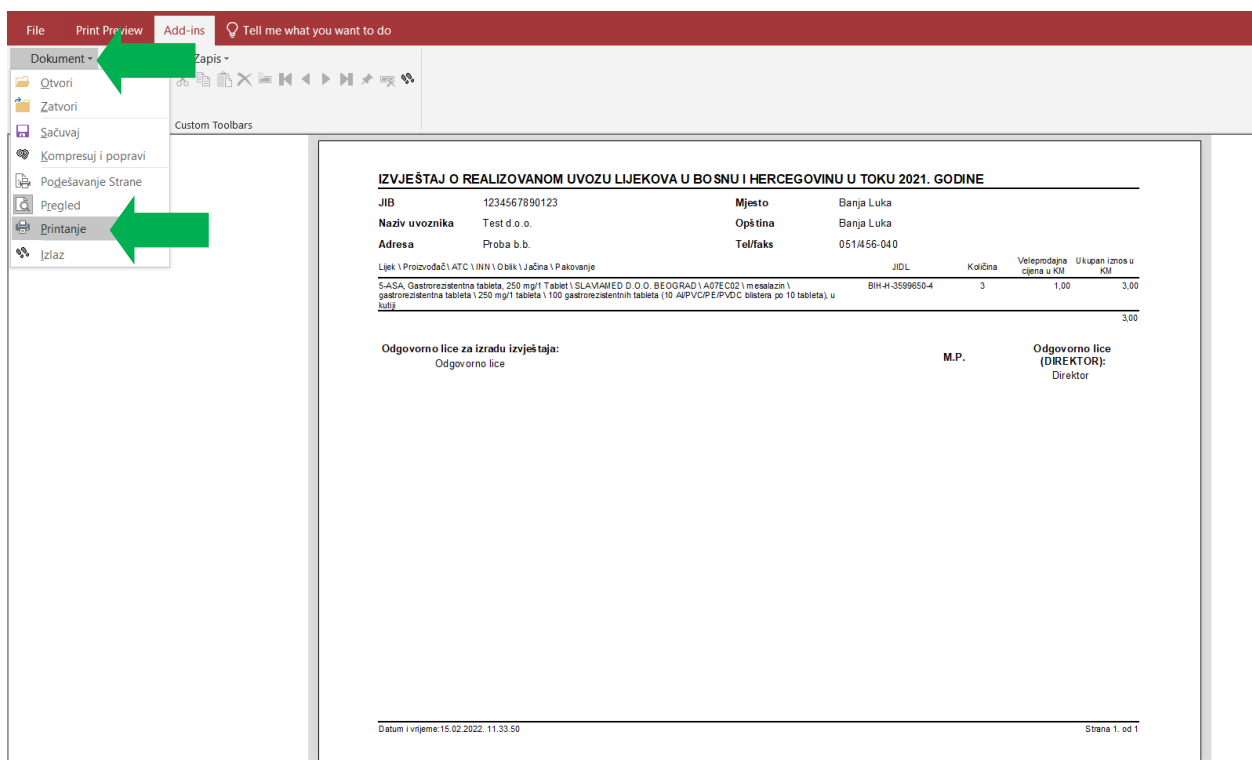 File Print Preview Add-ins Tell me what you want to do
Dokument Zapis
Otvori
Zatvori
Sačuvaj
Kompresuj i popravi
Podešavanje Strane
Pregled
Printanje
Izlaz
Custom Toolbars
IZVJEŠTAJ O REALIZOVANOM UVOZU LIJEKOVA U BOSNU I HERCEGOVINU U TOKU 2021. GODINE
JIB 1234567890123 Mjesto Banja Luka
Naziv uvoznika Test d.o.o. Opština Banja Luka
Adresa Proba b.b. Tel/faks 051/456-040
Lijek \ Proizvođač \ ATC \ INN \ Oblik \ Jačina \ Pakovanje JIDL Količina Veleprodajna cijena u KM Ukupan iznos u KM
5-ASA, Gastrorezistentna tableta, 250 mg/1 Tablet \ SLAVIAMED D.O.O. BEOGRAD \ A07EC02 \ mesalazin \ BIH-H-3599650-4 3 1,00 3,00
gastrorezistentna tableta \ 250 mg/1 tableta \ 100 gastrorezistentnih tableta (10 Al/PVC/PE/PVDC blistera po 10 tableta), u
kutiji
3,00
Odgovorno lice za izradu izvještaja:
Odgovorno lice
M.P.
Odgovorno lice
(DIREKTOR):
Direktor
Datum i vrijeme:15.02.2022. 11.33.50 Strana 1. od 1